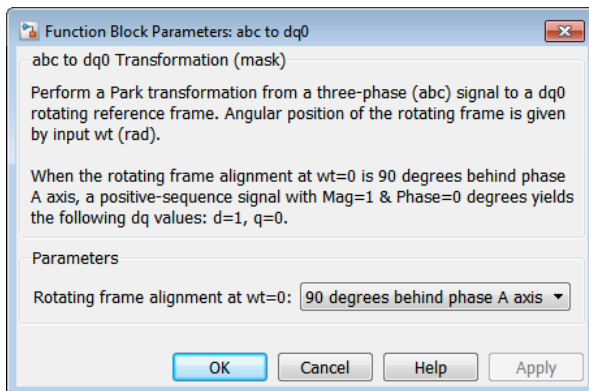 Function Block Parameters: abc to dq0
abc to dq0 Transformation (mask)
Perform a Park transformation from a three-phase (abc) signal to a dq0
rotating reference frame. Angular position of the rotating frame is given
by input wt (rad).
When the rotating frame alignment at wt=0 is 90 degrees behind phase
A axis, a positive-sequence signal with Mag=1 & Phase=0 degrees yields
the following dq values: d=1, q=0.
Parameters
Rotating frame alignment at wt=0: 90 degrees behind phase A axis
OK Cancel Help Apply